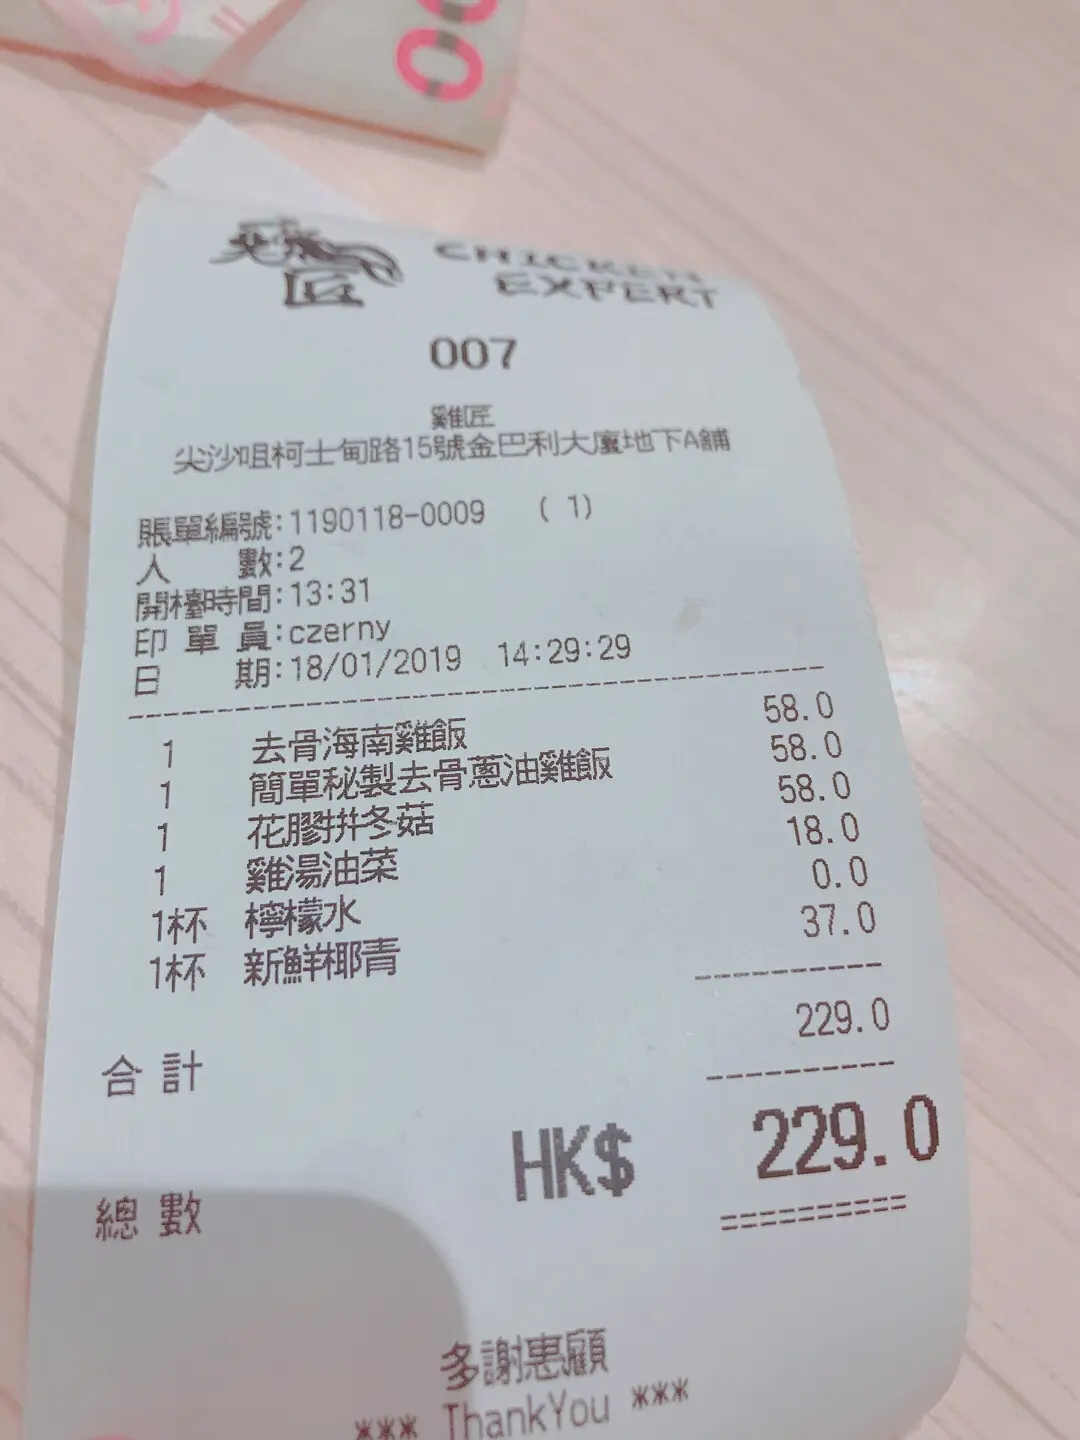 雞匠 CHICKEN
EXPERT
007
雞匠
尖沙咀柯士甸路15號金巴利大廈地下A鋪
賬單編號:1190118-0009 ( 1)
人 數:2
開檯時間:13:31
印 單 員:czerny
日 期:18/01/2019 14:29:29
1 去骨海南雞飯 58.0
1 簡單秘製去骨蔥油雞飯 58.0
1 花膠拼冬菇 58.0
1 雞湯油菜 18.0
1杯 檸檬水 0.0
1杯 新鮮椰青 37.0
229.0
合 計
HK$ 229.0
總 數
多謝惠顧
*** ThankYou ***